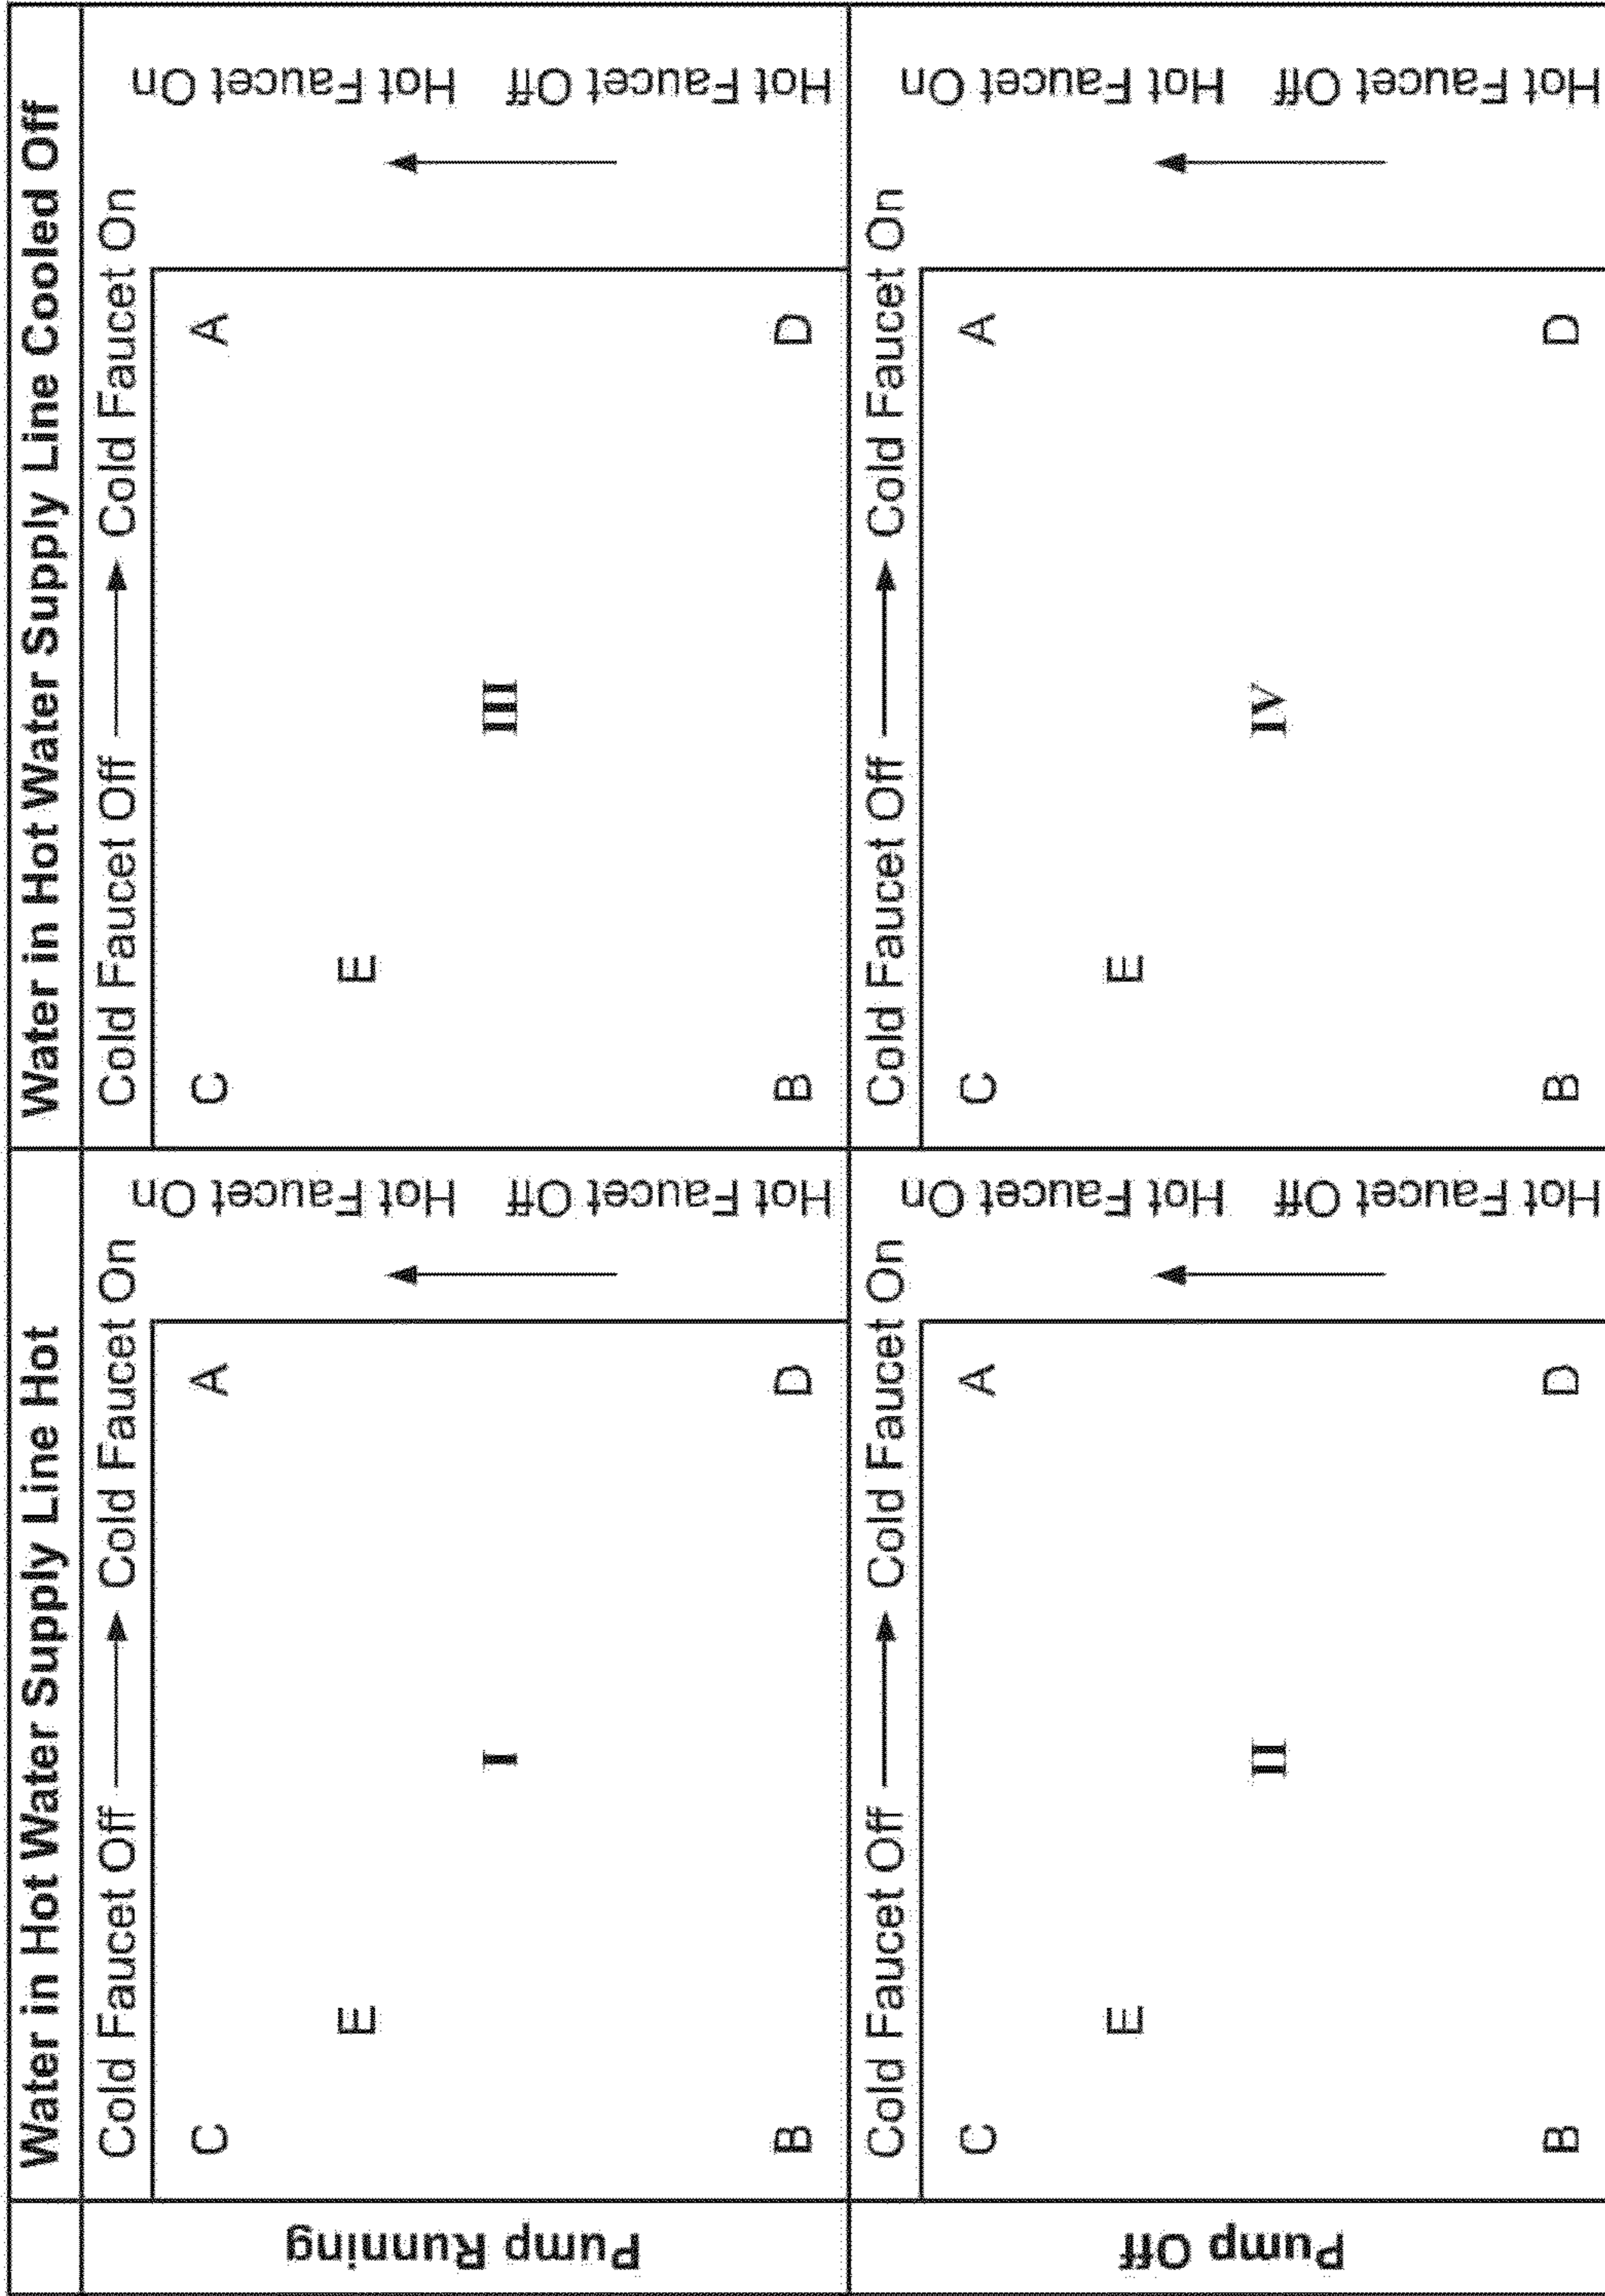 Water in Hot Water Supply Line Hot
Water in Hot Water Supply Line Cooled Off
Pump Running
Cold Faucet Off Cold Faucet On
C A
E
I
B D
Hot Faucet On
Hot Faucet Off
Cold Faucet Off Cold Faucet On
C A
E
III
B D
Hot Faucet On
Hot Faucet Off
Pump Off
Cold Faucet Off Cold Faucet On
C A
E
II
B D
Hot Faucet On
Hot Faucet Off
Cold Faucet Off Cold Faucet On
C A
E
IV
B D
Hot Faucet On
Hot Faucet Off